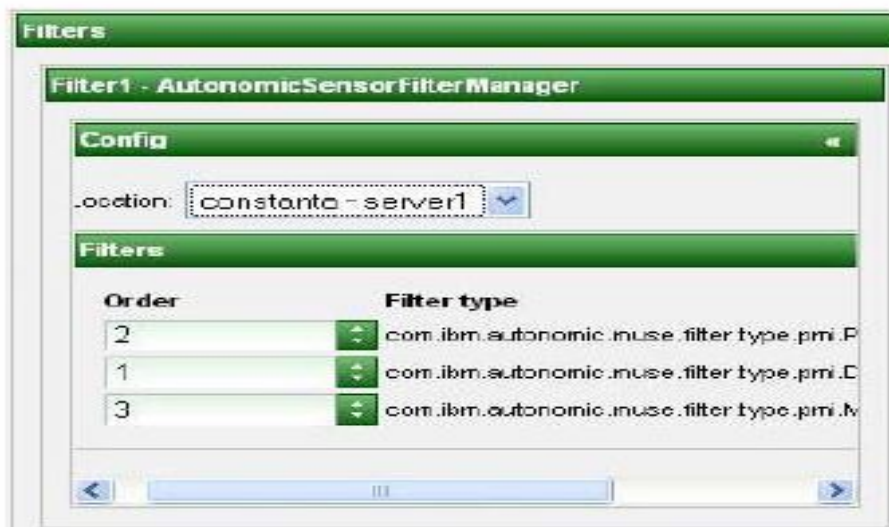 Filters
Filter1 - AutonomicSensorFilterManager
Config
Location: constanta - server1
Filters
Order Filter type
2 com.ibm.autonomic.muse.filter.type.pmi.P
1 com.ibm.autonomic.muse.filter.type.pmi.D
3 com.ibm.autonomic.muse.filter.type.pmi.M